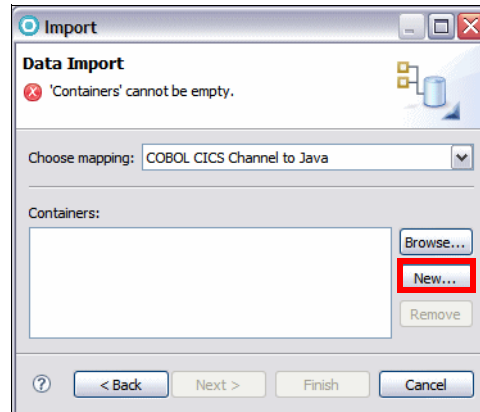 Import
Data Import
'Containers' cannot be empty.
Choose mapping: COBOL CICS Channel to Java
Containers:
Browse...
New...
Remove
? < Back Next > Finish Cancel